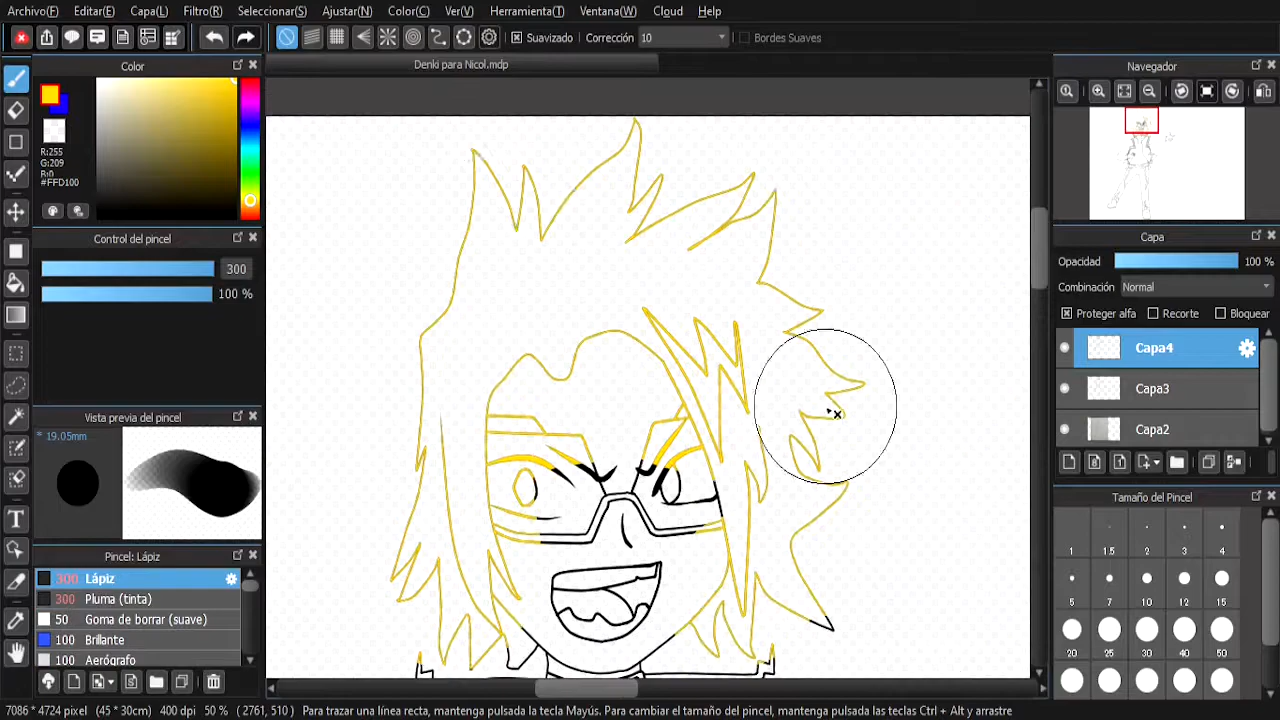 Archivo(F) Editar(E) Capa(L) Filtro(R) Seleccionar(S) Ajustar(N) Color(C) Ver(V) Herramienta(T) Ventana(W) Cloud Help
Suavizado Corrección 10 Bordes Suaves
Color
Denki para Nicol.mdp
Navegador
R:255
G:209
B:0
#FFD100
Control del pincel
300
100 %
Capa
Opacidad 100 %
Combinación Normal
Proteger alfa Recorte Bloquear
Capa4
Capa3
Capa2
Vista previa del pincel
* 19.05mm
Tamaño del Pincel
1 1.5 2 3 4
5 7 10 12 15
20 25 30 40 50
Pincel: Lápiz
300 Lápiz
300 Pluma (tinta)
50 Goma de borrar (suave)
100 Brillante
100 Aerógrafo
7086 * 4724 pixel (45 * 30cm) 400 dpi 50 % ( 2761, 510 ) Para trazar una línea recta, mantenga pulsada la tecla Mayús. Para cambiar el tamaño del pincel, mantenga pulsadas las teclas Ctrl + Alt y arrastre